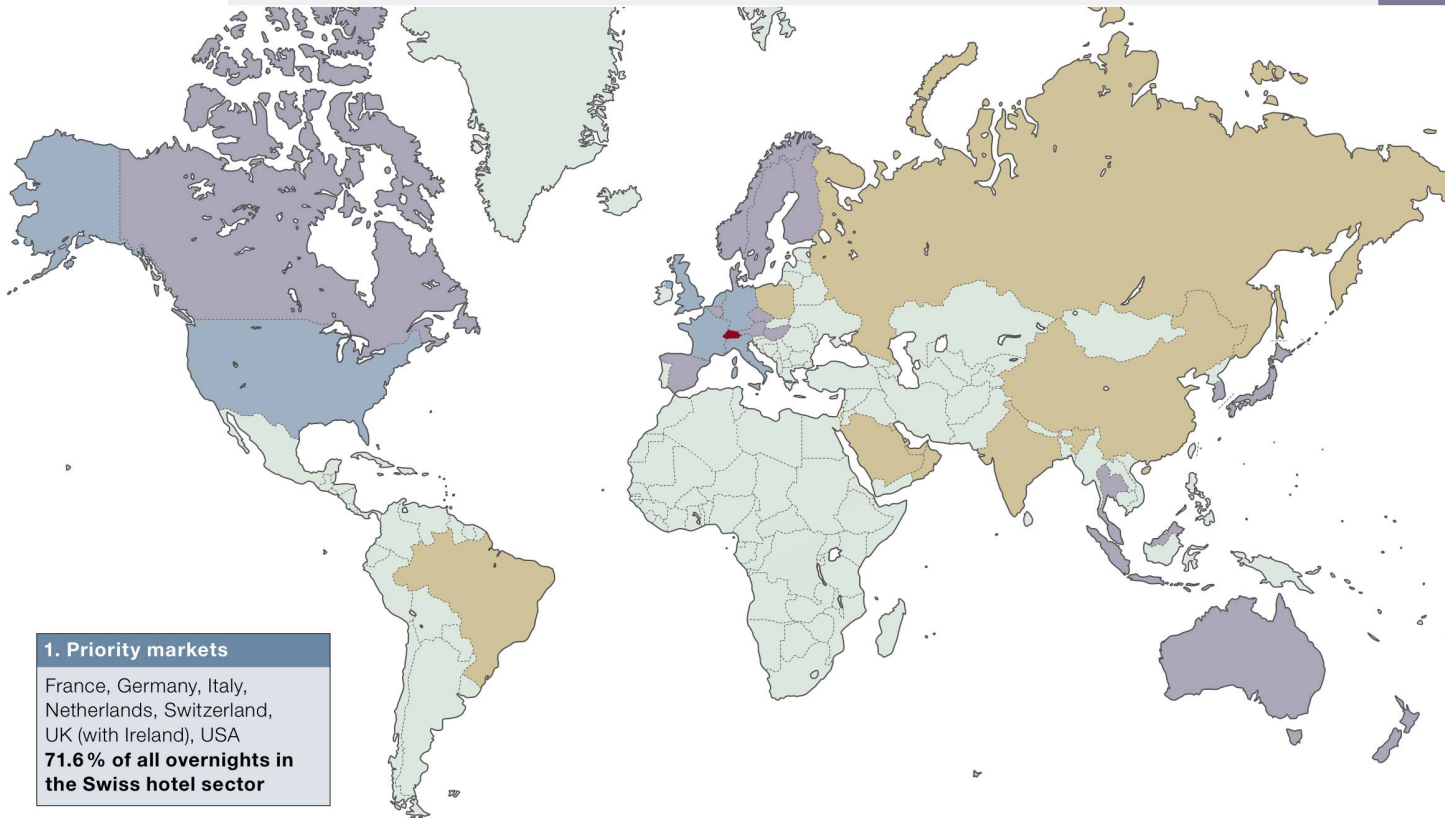 1. Priority markets
France, Germany, Italy,
Netherlands, Switzerland,
UK (with Ireland), USA
71.6 % of all overnights in
the Swiss hotel sector